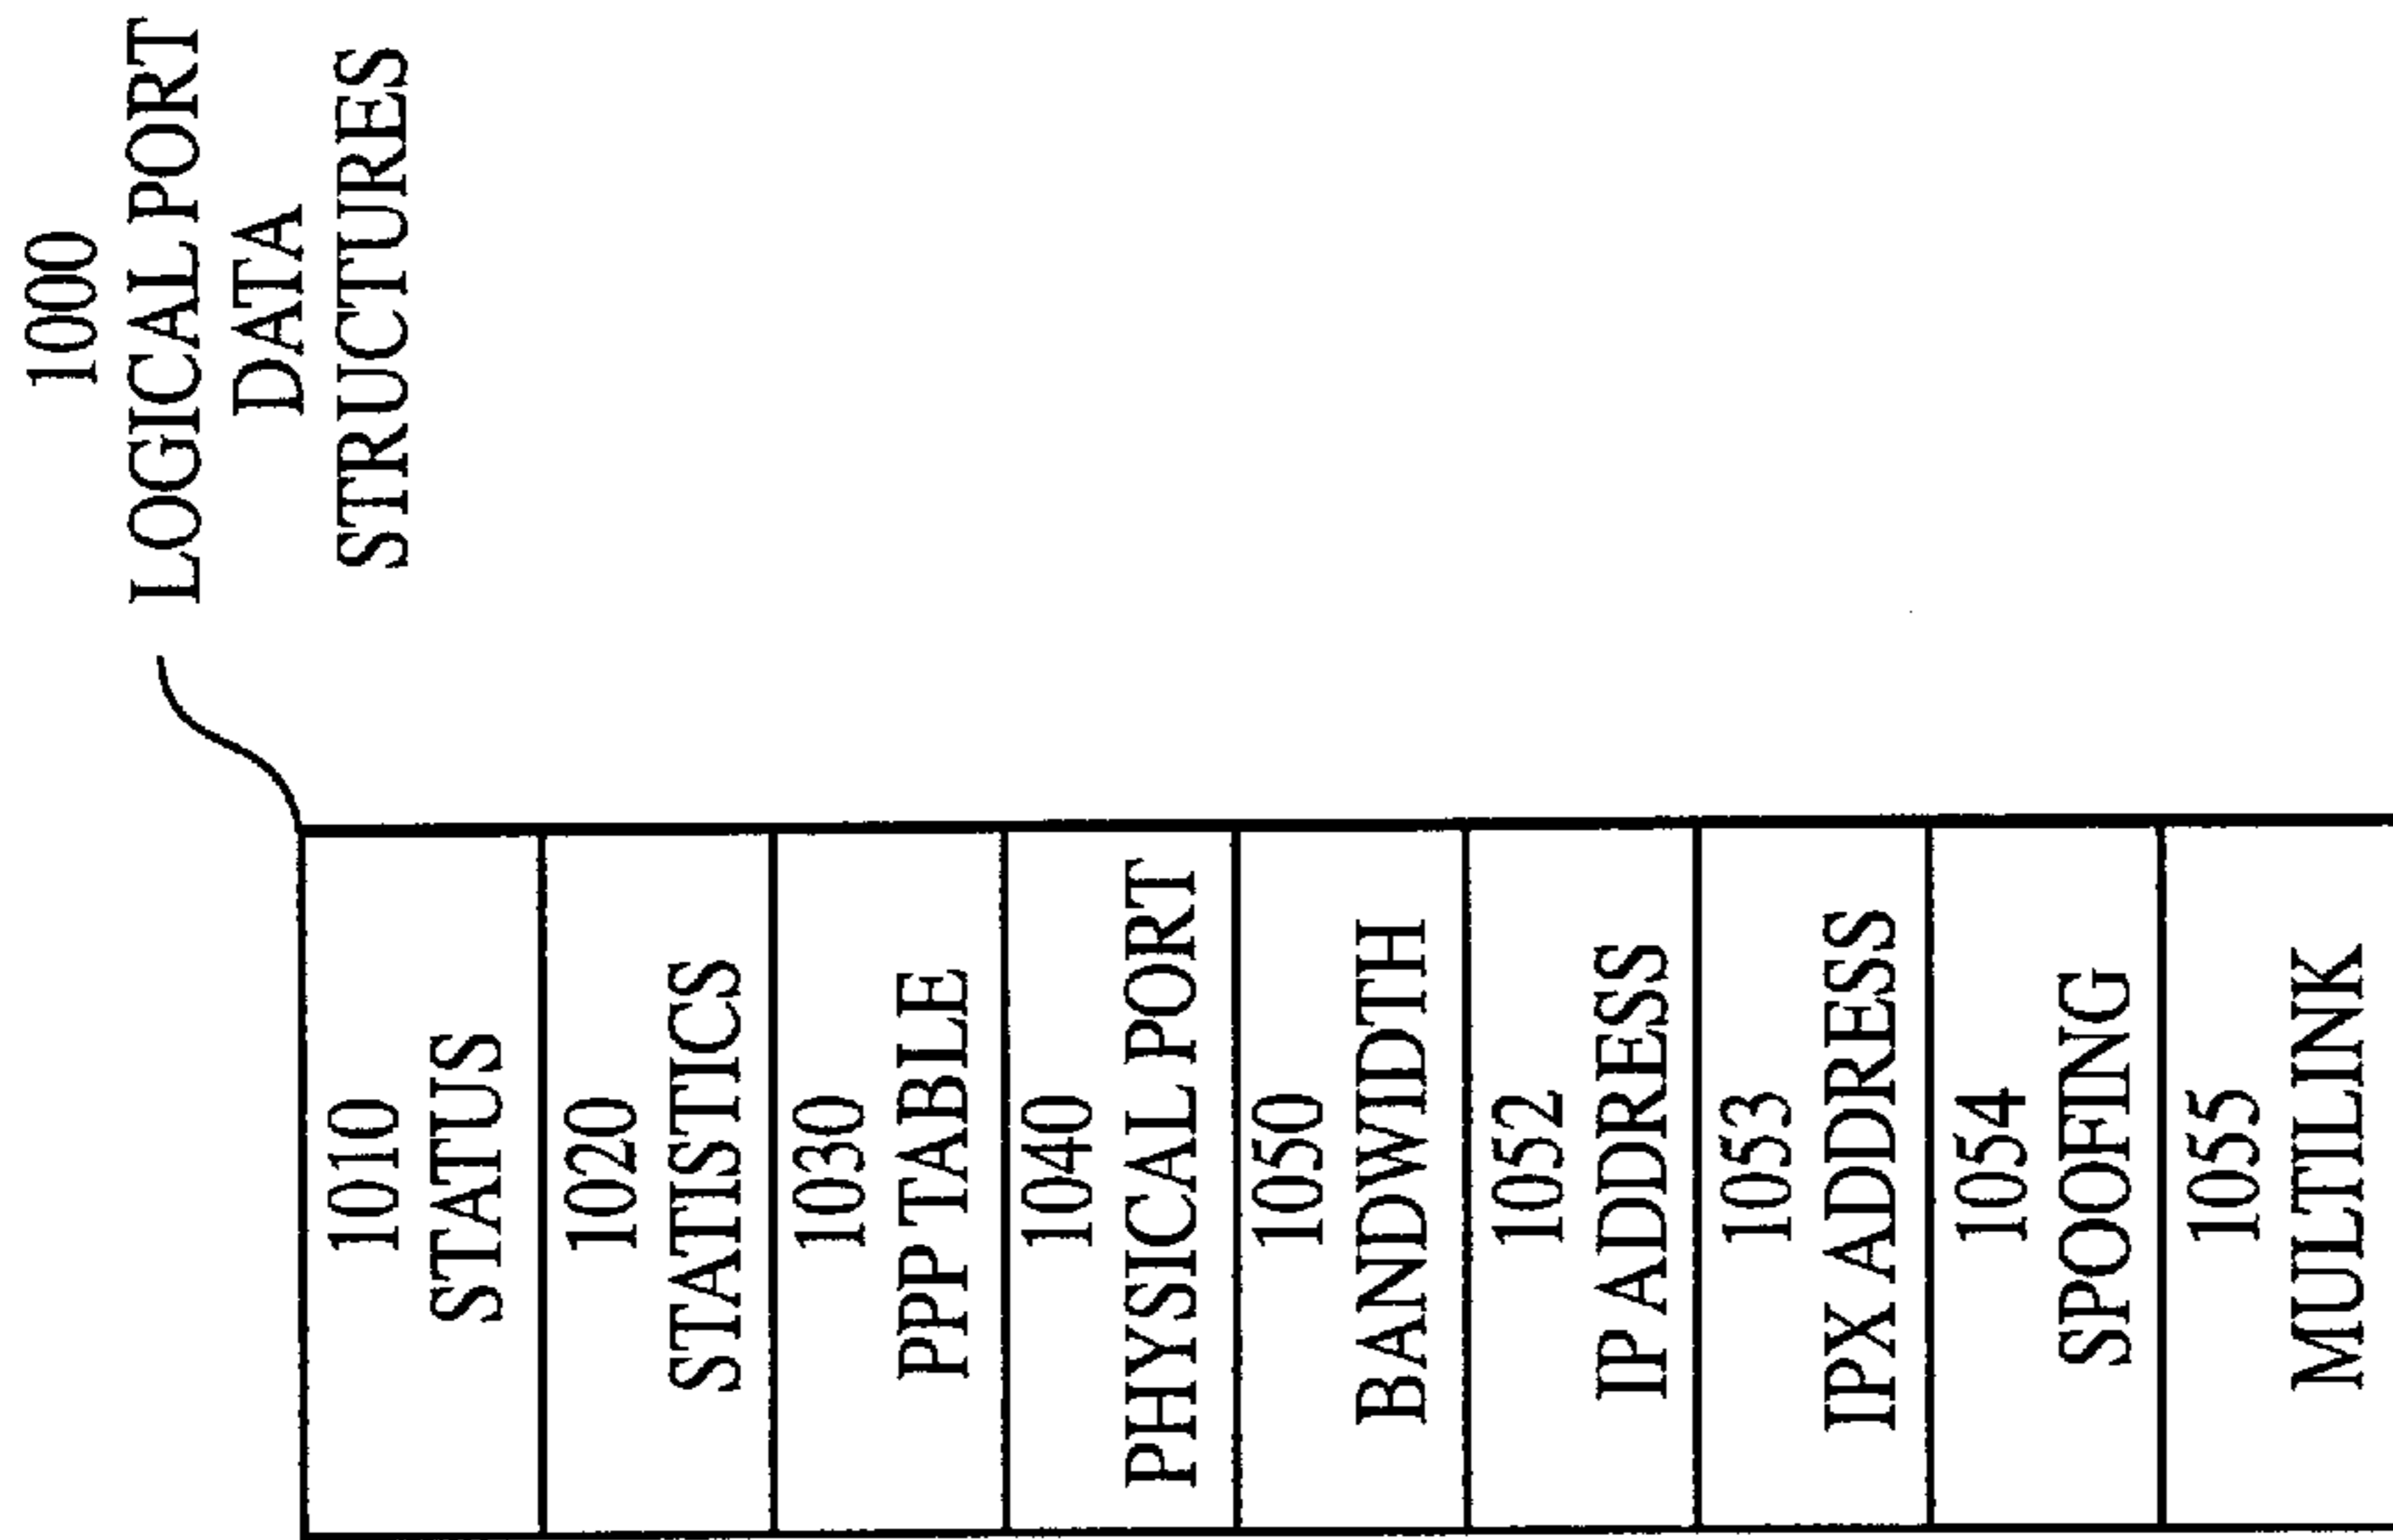 1000
LOGICAL PORT
DATA
STRUCTURES
1010
STATUS
1020
STATISTICS
1030
PPP TABLE
1040
PHYSICAL PORT
1050
BANDWIDTH
1052
IP ADDRESS
1053
IPX ADDRESS
1054
SPOOFING
1055
MULTILINK